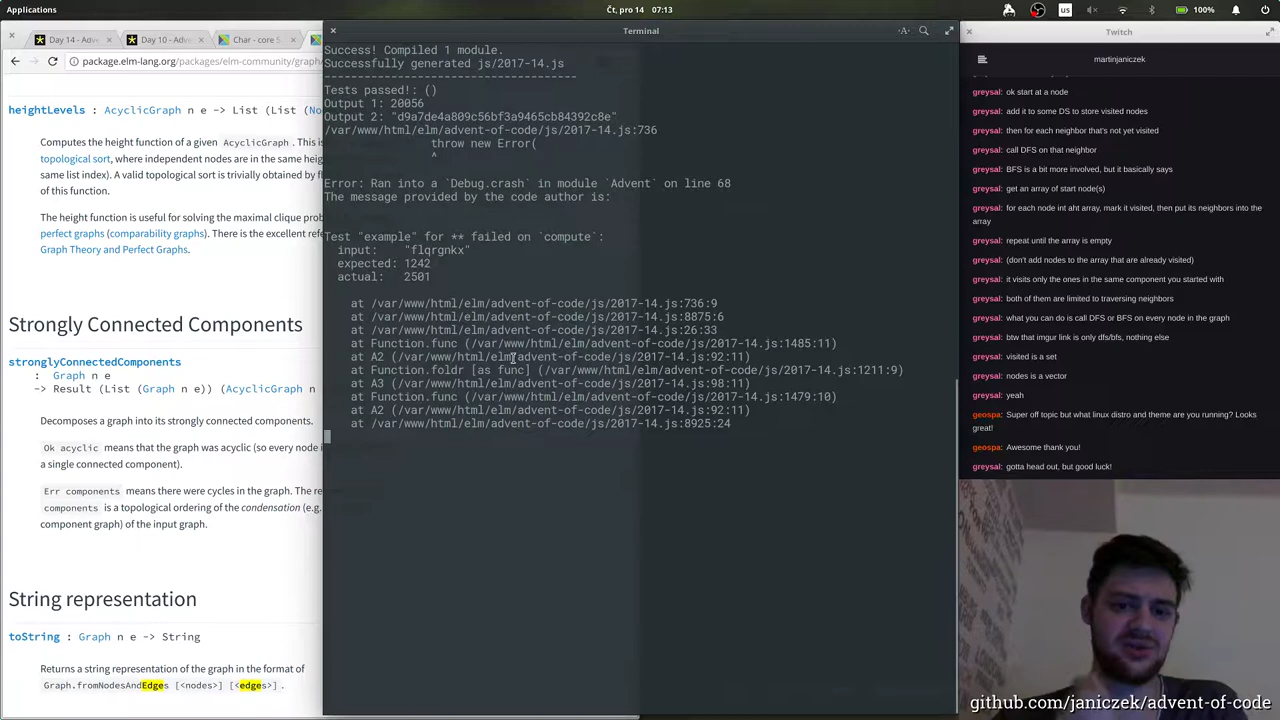 Applications
Čt, pro 14 07:13
us
100%
Day 14 - Adve
Day 10 - Adve
Char - core 5.
package.elm-lang.org/packages/elm-community/gra
heightLevels : AcyclicGraph n e -> List (List (No
Computes the height function of a given AcyclicGraph. This is
topological sort, where independent nodes are in the same heigh
same list index). A valid topological sort is trivially obtained by fl
of this function.
The height function is useful for solving the maximal clique prob
perfect graphs (comparability graphs). There is the excellent refer
Graph Theory and Perfect Graphs.
Strongly Connected Components
stronglyConnectedComponents
: Graph n e
-> Result (List (Graph n e)) (AcyclicGraph n
Decomposes a graph into its strongly connected components.
Ok acyclic means that the graph was acyclic (so every node i
a single connected component).
Err components means there were cycles in the graph. The re
components is a topological ordering of the condensation (e.g.
component graph) of the input graph.
String representation
toString : Graph n e -> String
Returns a string representation of the graph in the format of
Graph.fromNodesAndEdges [<nodes>] [<edges>].
Terminal
Success! Compiled 1 module.
Successfully generated js/2017-14.js
--------------------------------------
Tests passed!: ()
Output 1: 20056
Output 2: "d9a7de4a809c56bf3a9465cb84392c8e"
/var/www/html/elm/advent-of-code/js/2017-14.js:736
throw new Error(
^
Error: Ran into a `Debug.crash` in module `Advent` on line 68
The message provided by the code author is:
Test "example" for ** failed on `compute`:
input: "flqrgnkx"
expected: 1242
actual: 2501
at /var/www/html/elm/advent-of-code/js/2017-14.js:736:9
at /var/www/html/elm/advent-of-code/js/2017-14.js:8875:6
at /var/www/html/elm/advent-of-code/js/2017-14.js:26:33
at Function.func (/var/www/html/elm/advent-of-code/js/2017-14.js:1485:11)
at A2 (/var/www/html/elm/advent-of-code/js/2017-14.js:92:11)
at Function.foldr [as func] (/var/www/html/elm/advent-of-code/js/2017-14.js:1211:9)
at A3 (/var/www/html/elm/advent-of-code/js/2017-14.js:98:11)
at Function.func (/var/www/html/elm/advent-of-code/js/2017-14.js:1479:10)
at A2 (/var/www/html/elm/advent-of-code/js/2017-14.js:92:11)
at /var/www/html/elm/advent-of-code/js/2017-14.js:8925:24
Twitch
martinjaniczek
greysal: ok start at a node
greysal: add it to some DS to store visited nodes
greysal: then for each neighbor that's not yet visited
greysal: call DFS on that neighbor
greysal: BFS is a bit more involved, but it basically says
greysal: get an array of start node(s)
greysal: for each node int aht array, mark it visited, then put its neighbors into the
array
greysal: repeat until the array is empty
greysal: (don't add nodes to the array that are already visited)
greysal: it visits only the ones in the same component you started with
greysal: both of them are limited to traversing neighbors
greysal: what you can do is call DFS or BFS on every node in the graph
greysal: btw that imgur link is only dfs/bfs, nothing else
greysal: visited is a set
greysal: nodes is a vector
greysal: yeah
geospa: Super off topic but what linux distro and theme are you running? Looks
great!
geospa: Awesome thank you!
greysal: gotta head out, but good luck!
github.com/janiczek/advent-of-code